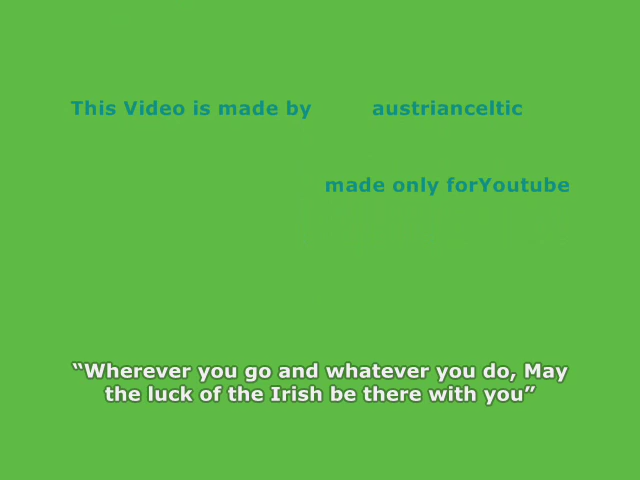 This Video is made by austrianceltic
made only forYoutube
“Wherever you go and whatever you do, May
the luck of the Irish be there with you”